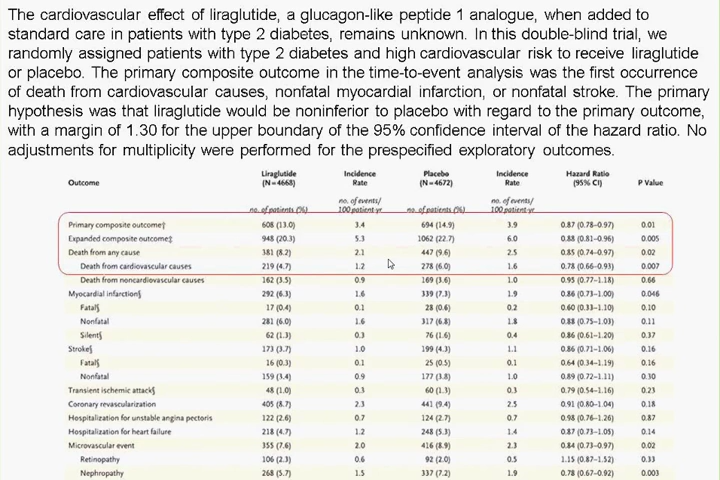 The cardiovascular effect of liraglutide, a glucagon-like peptide 1 analogue, when added to
standard care in patients with type 2 diabetes, remains unknown. In this double-blind trial, we
randomly assigned patients with type 2 diabetes and high cardiovascular risk to receive liraglutide
or placebo. The primary composite outcome in the time-to-event analysis was the first occurrence
of death from cardiovascular causes, nonfatal myocardial infarction, or nonfatal stroke. The primary
hypothesis was that liraglutide would be noninferior to placebo with regard to the primary outcome,
with a margin of 1.30 for the upper boundary of the 95% confidence interval of the hazard ratio. No
adjustments for multiplicity were performed for the prespecified exploratory outcomes.
Outcome Liraglutide (N=4668) Incidence Rate Placebo (N=4672) Incidence Rate Hazard Ratio (95% CI) P Value
no. of patients (%) no. of events/ 100 patient-yr no. of patients (%) no. of events/ 100 patient-yr
Primary composite outcome† 608 (13.0) 3.4 694 (14.9) 3.9 0.87 (0.78–0.97) 0.01
Expanded composite outcome‡ 948 (20.3) 5.3 1062 (22.7) 6.0 0.88 (0.81–0.96) 0.005
Death from any cause 381 (8.2) 2.1 447 (9.6) 2.5 0.85 (0.74–0.97) 0.02
Death from cardiovascular causes 219 (4.7) 1.2 278 (6.0) 1.6 0.78 (0.66–0.93) 0.007
Death from noncardiovascular causes 162 (3.5) 0.9 169 (3.6) 1.0 0.95 (0.77–1.18) 0.66
Myocardial infarction§ 292 (6.3) 1.6 339 (7.3) 1.9 0.86 (0.73–1.00) 0.046
Fatal§ 17 (0.4) 0.1 28 (0.6) 0.2 0.60 (0.33–1.10) 0.10
Nonfatal 281 (6.0) 1.6 317 (6.8) 1.8 0.88 (0.75–1.03) 0.11
Silent§ 62 (1.3) 0.3 76 (1.6) 0.4 0.86 (0.61–1.20) 0.37
Stroke§ 173 (3.7) 1.0 199 (4.3) 1.1 0.86 (0.71–1.06) 0.16
Fatal§ 16 (0.3) 0.1 25 (0.5) 0.1 0.64 (0.34–1.19) 0.16
Nonfatal 159 (3.4) 0.9 177 (3.8) 1.0 0.89 (0.72–1.11) 0.30
Transient ischemic attack§ 48 (1.0) 0.3 60 (1.3) 0.3 0.79 (0.54–1.16) 0.23
Coronary revascularization 405 (8.7) 2.3 441 (9.4) 2.5 0.91 (0.80–1.04) 0.18
Hospitalization for unstable angina pectoris 122 (2.6) 0.7 124 (2.7) 0.7 0.98 (0.76–1.26) 0.87
Hospitalization for heart failure 218 (4.7) 1.2 248 (5.3) 1.4 0.87 (0.73–1.05) 0.14
Microvascular event 355 (7.6) 2.0 416 (8.9) 2.3 0.84 (0.73–0.97) 0.02
Retinopathy 106 (2.3) 0.6 92 (2.0) 0.5 1.15 (0.87–1.52) 0.33
Nephropathy 268 (5.7) 1.5 337 (7.2) 1.9 0.78 (0.67–0.92) 0.003